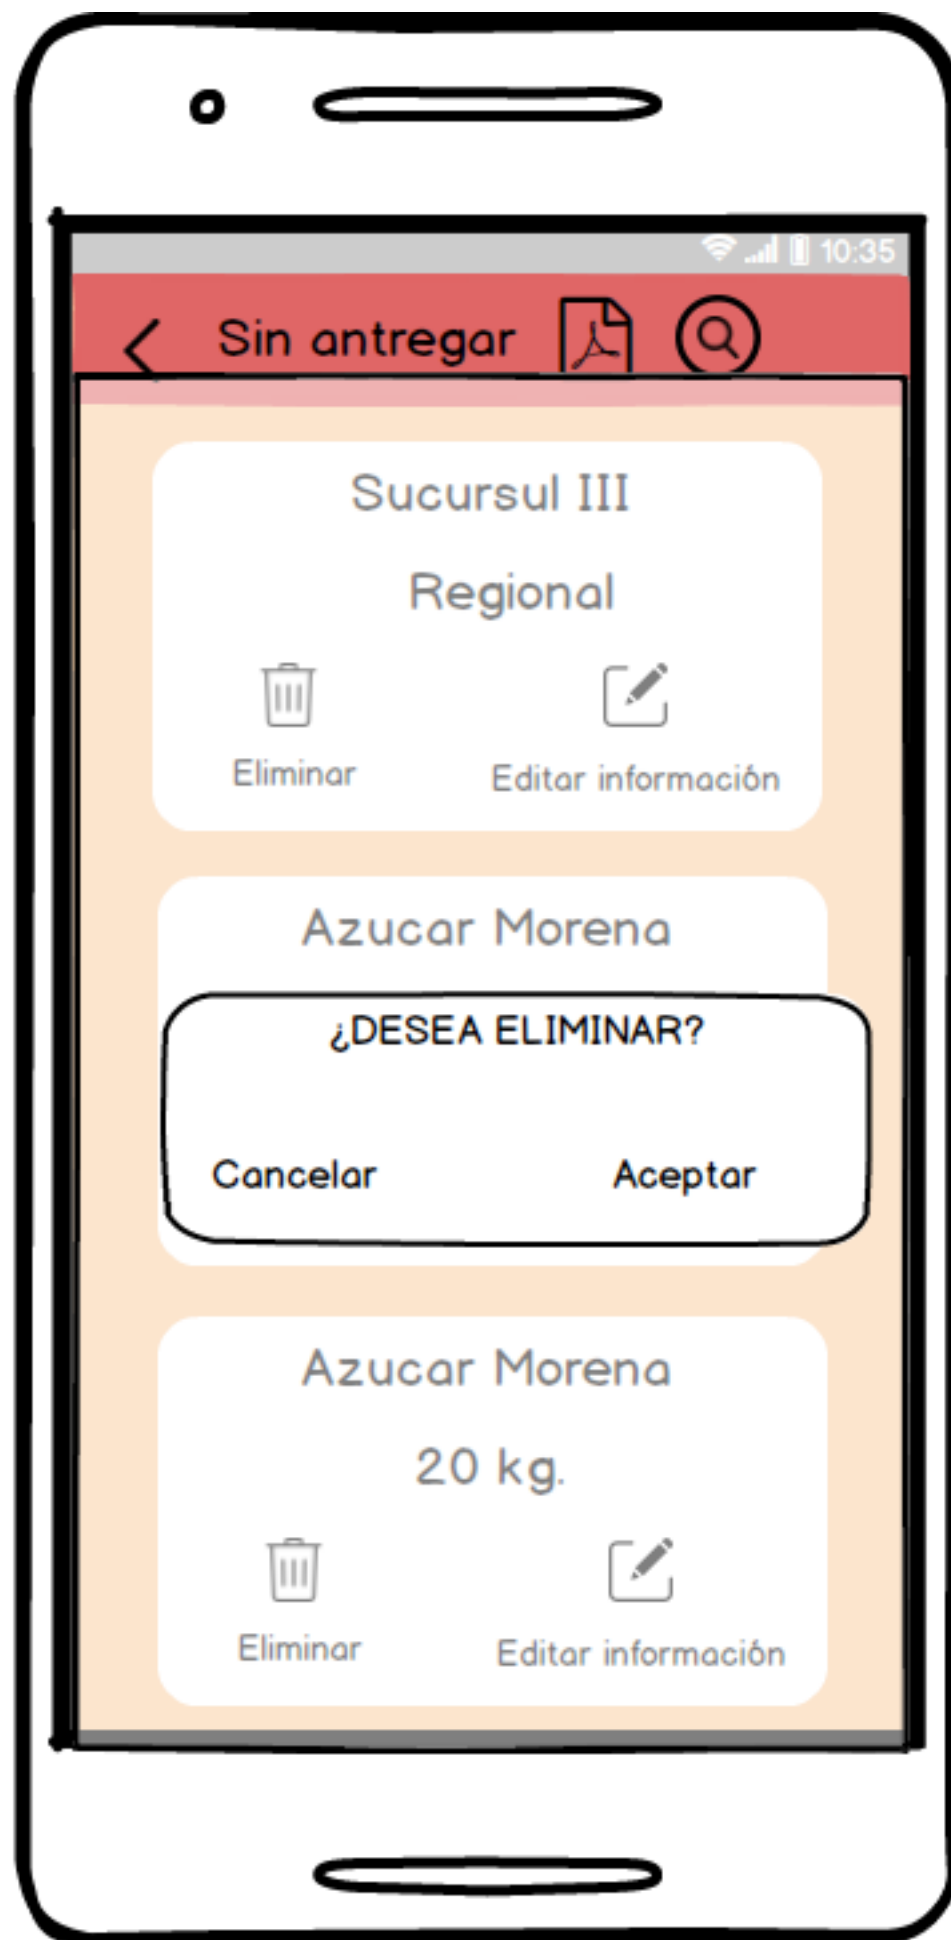 10:35
Sin antregar
Sucursul III
Regional
Eliminar Editar información
Azucar Morena
¿DESEA ELIMINAR?
Cancelar Aceptar
Azucar Morena
20 kg.
Eliminar Editar información